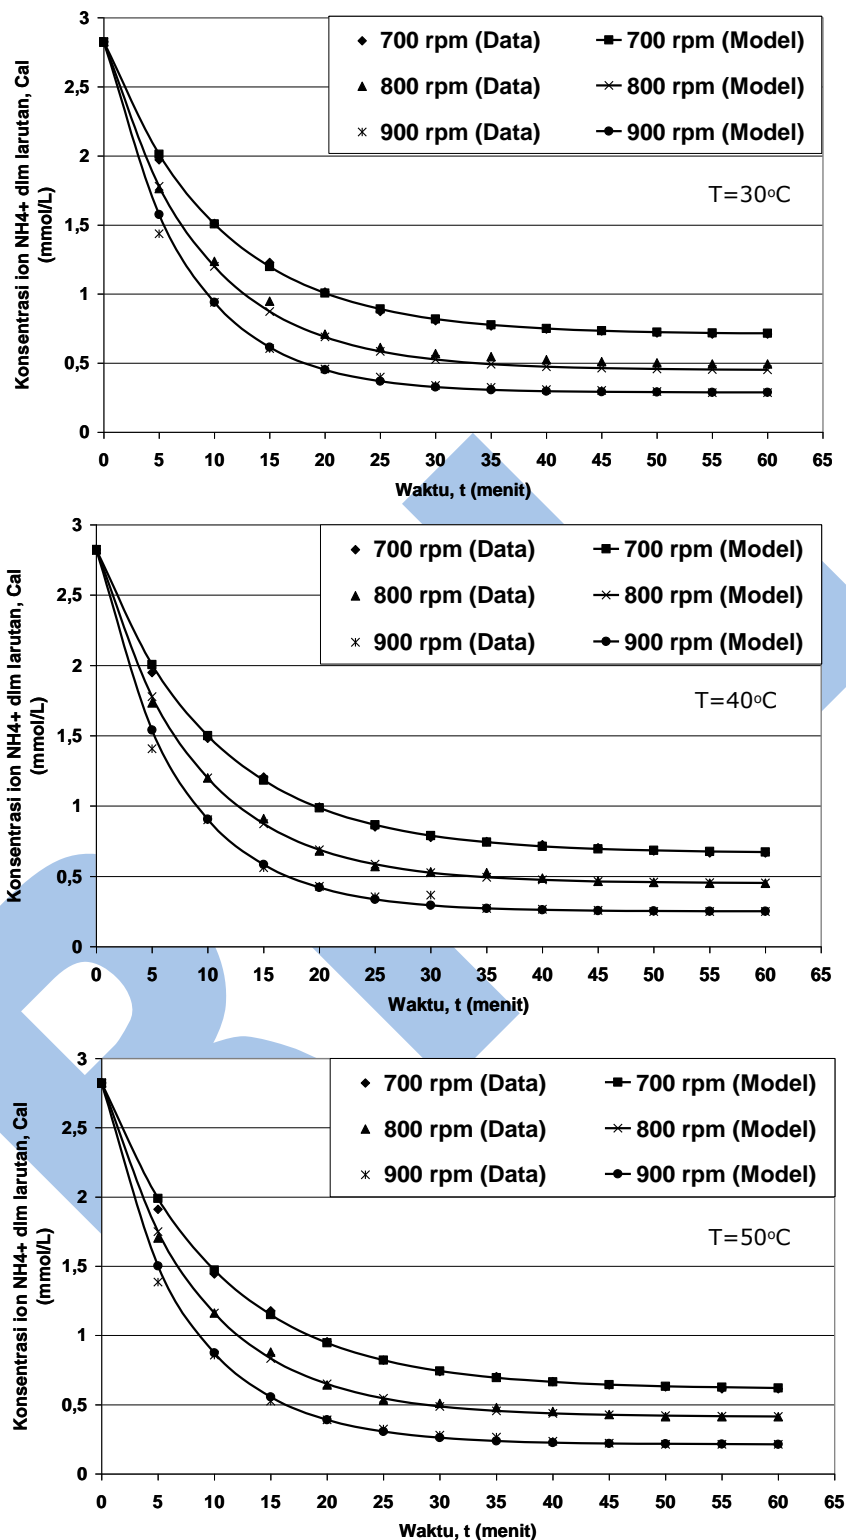 Konsentrasi ion NH4+ dlm larutan, Cal
(mmol/L)
3
2,5
2
1,5
1
0,5
0
700 rpm (Data) 700 rpm (Model)
800 rpm (Data) 800 rpm (Model)
900 rpm (Data) 900 rpm (Model)
T=30oC
0 5 10 15 20 25 30 35 40 45 50 55 60 65
Waktu, t (menit)
Konsentrasi ion NH4+ dlm larutan, Cal
(mmol/L)
3
2,5
2
1,5
1
0,5
0
700 rpm (Data) 700 rpm (Model)
800 rpm (Data) 800 rpm (Model)
900 rpm (Data) 900 rpm (Model)
T=40oC
0 5 10 15 20 25 30 35 40 45 50 55 60 65
Waktu, t (menit)
Konsentrasi ion NH4+ dlm larutan, Cal
(mmol/L)
3
2,5
2
1,5
1
0,5
0
700 rpm (Data) 700 rpm (Model)
800 rpm (Data) 800 rpm (Model)
900 rpm (Data) 900 rpm (Model)
T=50oC
0 5 10 15 20 25 30 35 40 45 50 55 60 65
Waktu, t (menit)